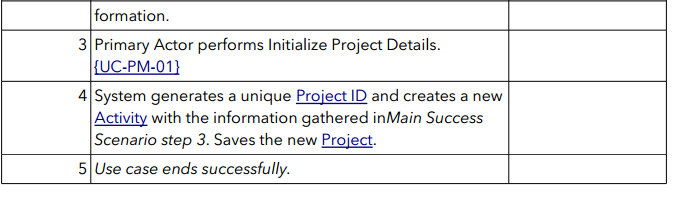 formation.
3 Primary Actor performs Initialize Project Details.
{UC-PM-01}
4 System generates a unique Project ID and creates a new
Activity with the information gathered inMain Success
Scenario step 3. Saves the new Project.
5 Use case ends successfully.